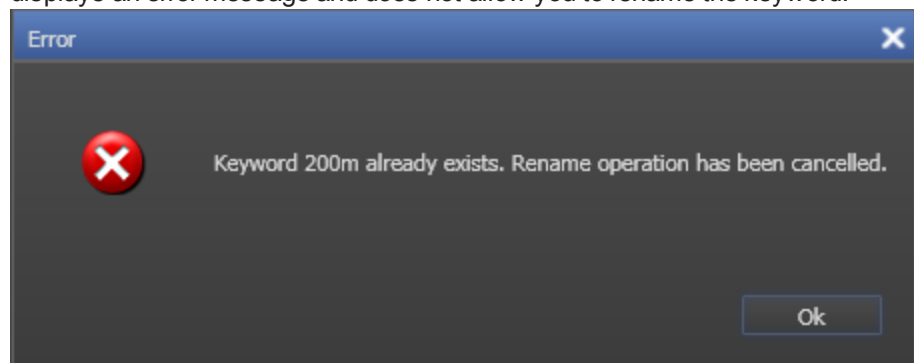 displays an error message and does not allow you to rename the keyword.
Error
Keyword 200m already exists. Rename operation has been cancelled.
Ok